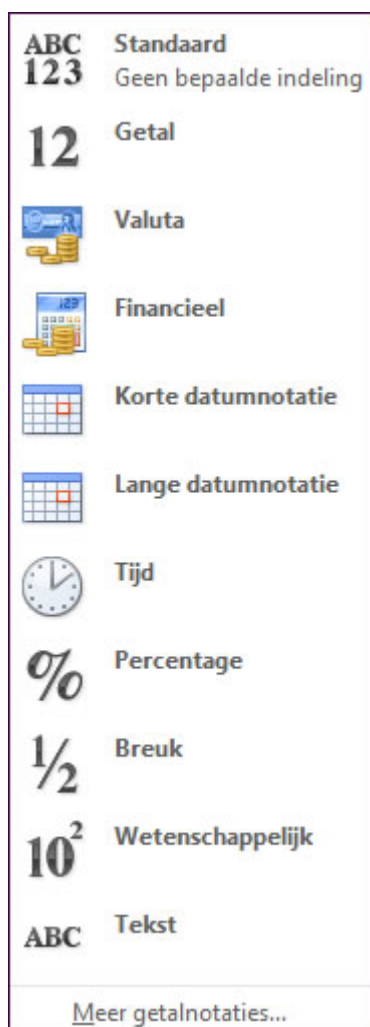 ABC Standaard
123 Geen bepaalde indeling
12 Getal
Valuta
123 Financieel
Korte datumnotatie
Lange datumnotatie
Tijd
% Percentage
½ Breuk
10² Wetenschappelijk
ABC Tekst
Meer getalnotaties...